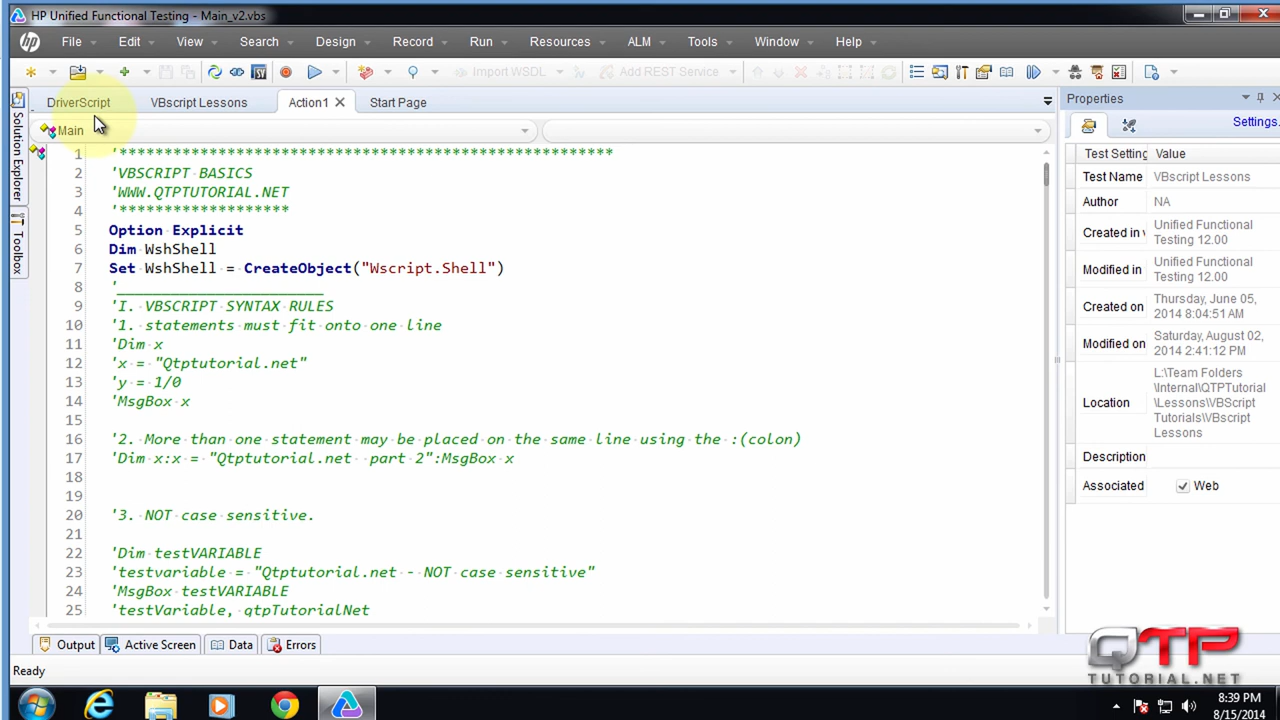 HP Unified Functional Testing - Main_v2.vbs
File Edit View Search Design Record Run Resources ALM Tools Window Help
Import WSDL Add REST Service
DriverScript VBscript Lessons Action1 Start Page Properties
Main Settings.
Solution Explorer
Toolbox
1 '*******************************************************
2 'VBSCRIPT BASICS
3 'WWW.QTPTUTORIAL.NET
4 '*******************
5 Option Explicit
6 Dim WshShell
7 Set WshShell = CreateObject("Wscript.Shell")
8 '_______________________
9 'I. VBSCRIPT SYNTAX RULES
10 '1. statements must fit onto one line
11 'Dim x
12 'x = "Qtptutorial.net"
13 'y = 1/0
14 'MsgBox x
15
16 '2. More than one statement may be placed on the same line using the :(colon)
17 'Dim x:x = "Qtptutorial.net part 2":MsgBox x
18
19
20 '3. NOT case sensitive.
21
22 'Dim testVARIABLE
23 'testvariable = "Qtptutorial.net - NOT case sensitive"
24 'MsgBox testVARIABLE
25 'testVariable, qtpTutorialNet
Test Setting Value
Test Name VBscript Lessons
Author NA
Created in v Unified Functional
Testing 12.00
Modified in Unified Functional
Testing 12.00
Created on Thursday, June 05,
2014 8:04:51 AM
Modified on Saturday, August 02,
2014 2:41:12 PM
Location L:\Team Folders
\Internal\QTPTutorial
\Lessons\VBScript
Tutorials\VBscript
Lessons
Description
Associated Web
Output Active Screen Data Errors
Ready
QTP
TUTORIAL.NET
8:39 PM
8/15/2014